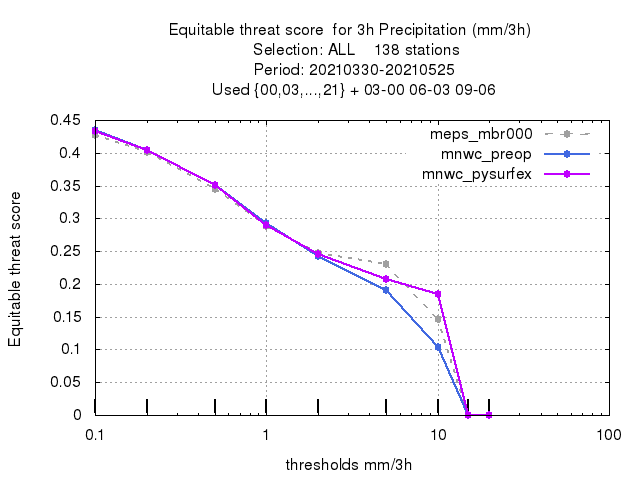 Equitable threat score  for 3h Precipitation (mm/3h)
Selection: ALL    138 stations
Period: 20210330-20210525
Used {00,03,...,21} + 03-00 06-03 09-06
meps_mbr000
mnwc_preop
mnwc_pysurfex
Equitable threat score
0.45
0.4
0.35
0.3
0.25
0.2
0.15
0.1
0.05
0
0.1
1
10
100
thresholds mm/3h